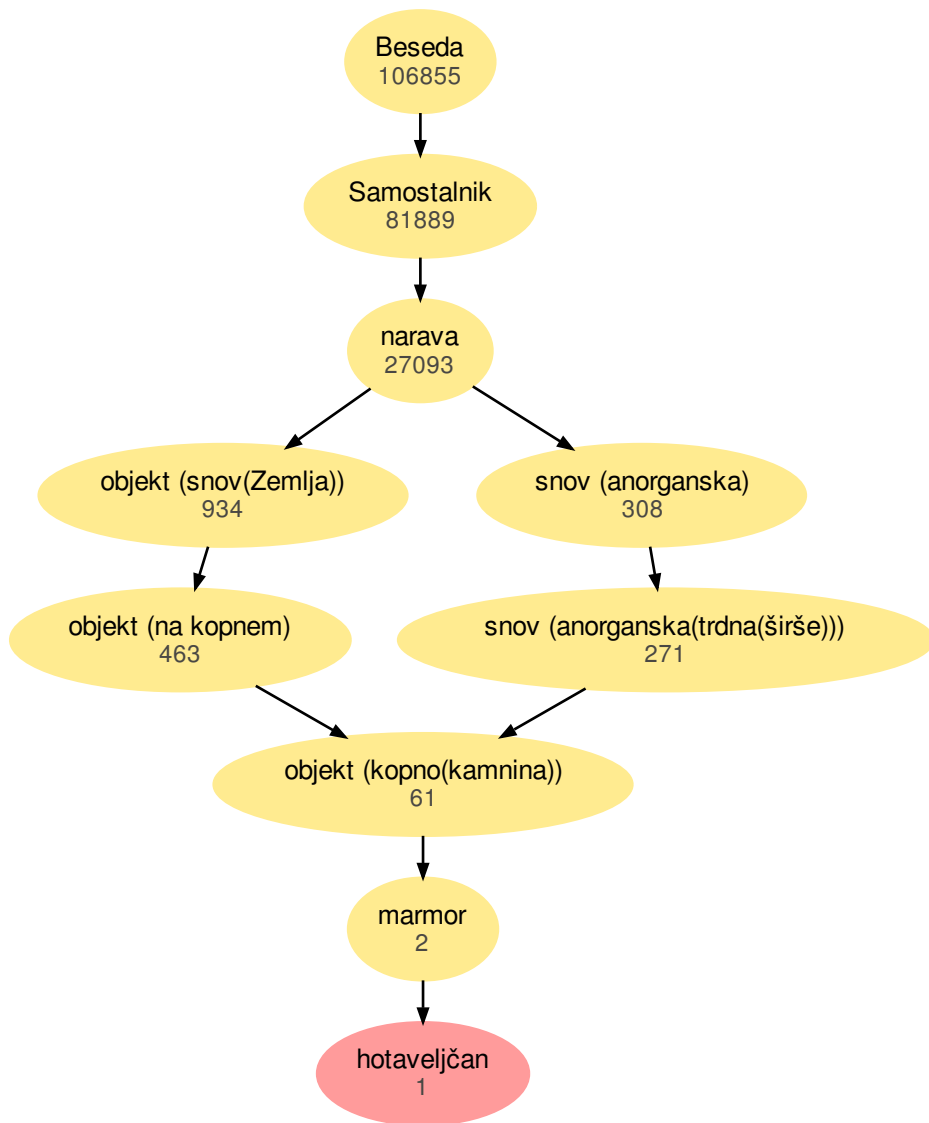 Beseda
106855
Samostalnik
81889
narava
27093
objekt (snov(Zemlja))
934
snov (anorganska)
308
objekt (na kopnem)
463
snov (anorganska(trdna(širše)))
271
objekt (kopno(kamnina))
61
marmor
2
hotaveljčan
1